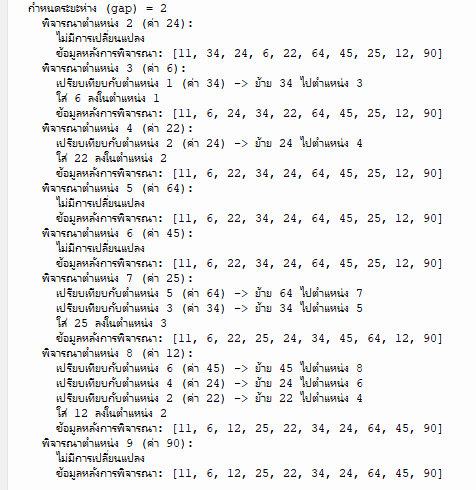 กำหนดระยะห่าง (gap) = 2
พิจารณาตำแหน่ง 2 (ค่า 24):
ไม่มีการเปลี่ยนแปลง
ข้อมูลหลังการพิจารณา: [11, 34, 24, 6, 22, 64, 45, 25, 12, 90]
พิจารณาตำแหน่ง 3 (ค่า 6):
เปรียบเทียบกับตำแหน่ง 1 (ค่า 34) -> ย้าย 34 ไปตำแหน่ง 3
ใส่ 6 ลงในตำแหน่ง 1
ข้อมูลหลังการพิจารณา: [11, 6, 24, 34, 22, 64, 45, 25, 12, 90]
พิจารณาตำแหน่ง 4 (ค่า 22):
เปรียบเทียบกับตำแหน่ง 2 (ค่า 24) -> ย้าย 24 ไปตำแหน่ง 4
ใส่ 22 ลงในตำแหน่ง 2
ข้อมูลหลังการพิจารณา: [11, 6, 22, 34, 24, 64, 45, 25, 12, 90]
พิจารณาตำแหน่ง 5 (ค่า 64):
ไม่มีการเปลี่ยนแปลง
ข้อมูลหลังการพิจารณา: [11, 6, 22, 34, 24, 64, 45, 25, 12, 90]
พิจารณาตำแหน่ง 6 (ค่า 45):
ไม่มีการเปลี่ยนแปลง
ข้อมูลหลังการพิจารณา: [11, 6, 22, 34, 24, 64, 45, 25, 12, 90]
พิจารณาตำแหน่ง 7 (ค่า 25):
เปรียบเทียบกับตำแหน่ง 5 (ค่า 64) -> ย้าย 64 ไปตำแหน่ง 7
เปรียบเทียบกับตำแหน่ง 3 (ค่า 34) -> ย้าย 34 ไปตำแหน่ง 5
ใส่ 25 ลงในตำแหน่ง 3
ข้อมูลหลังการพิจารณา: [11, 6, 22, 25, 24, 34, 45, 64, 12, 90]
พิจารณาตำแหน่ง 8 (ค่า 12):
เปรียบเทียบกับตำแหน่ง 6 (ค่า 45) -> ย้าย 45 ไปตำแหน่ง 8
เปรียบเทียบกับตำแหน่ง 4 (ค่า 24) -> ย้าย 24 ไปตำแหน่ง 6
เปรียบเทียบกับตำแหน่ง 2 (ค่า 22) -> ย้าย 22 ไปตำแหน่ง 4
ใส่ 12 ลงในตำแหน่ง 2
ข้อมูลหลังการพิจารณา: [11, 6, 12, 25, 22, 34, 24, 64, 45, 90]
พิจารณาตำแหน่ง 9 (ค่า 90):
ไม่มีการเปลี่ยนแปลง
ข้อมูลหลังการพิจารณา: [11, 6, 12, 25, 22, 34, 24, 64, 45, 90]